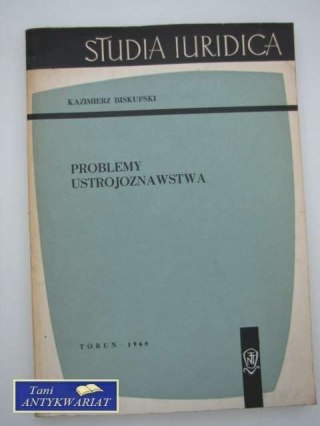 STUDIA IURIDICA
KAZIMIERZ BISKUPSKI
PROBLEMY
USTROJOZNAWSTWA
TORUŃ - 1968
Tani
ANTYKWARIAT